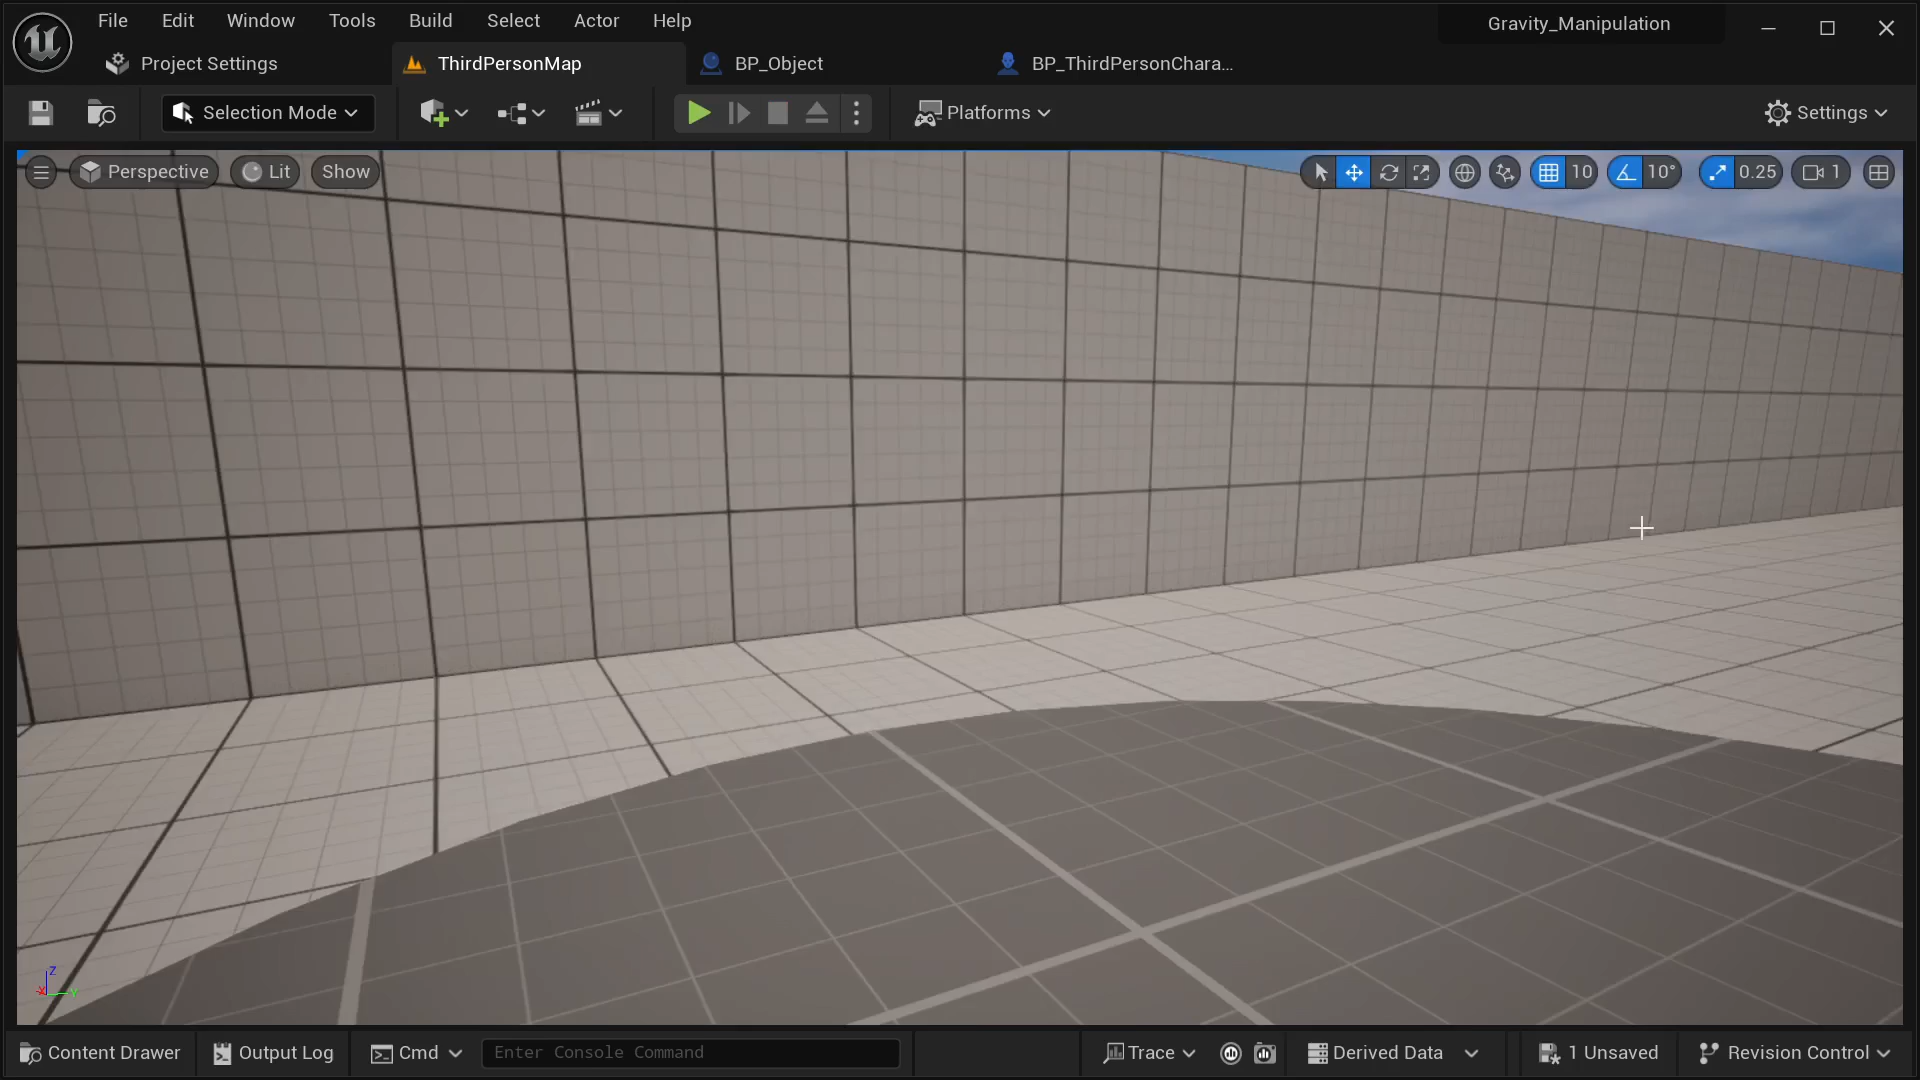 File Edit Window Tools Build Select Actor Help
Gravity_Manipulation
Project Settings ThirdPersonMap BP_Object BP_ThirdPersonChara...
Selection Mode Platforms Settings
Perspective Lit Show 10 10° 0.25 1
Z
X Y
Content Drawer Output Log Cmd Enter Console Command Trace Derived Data 1 Unsaved Revision Control